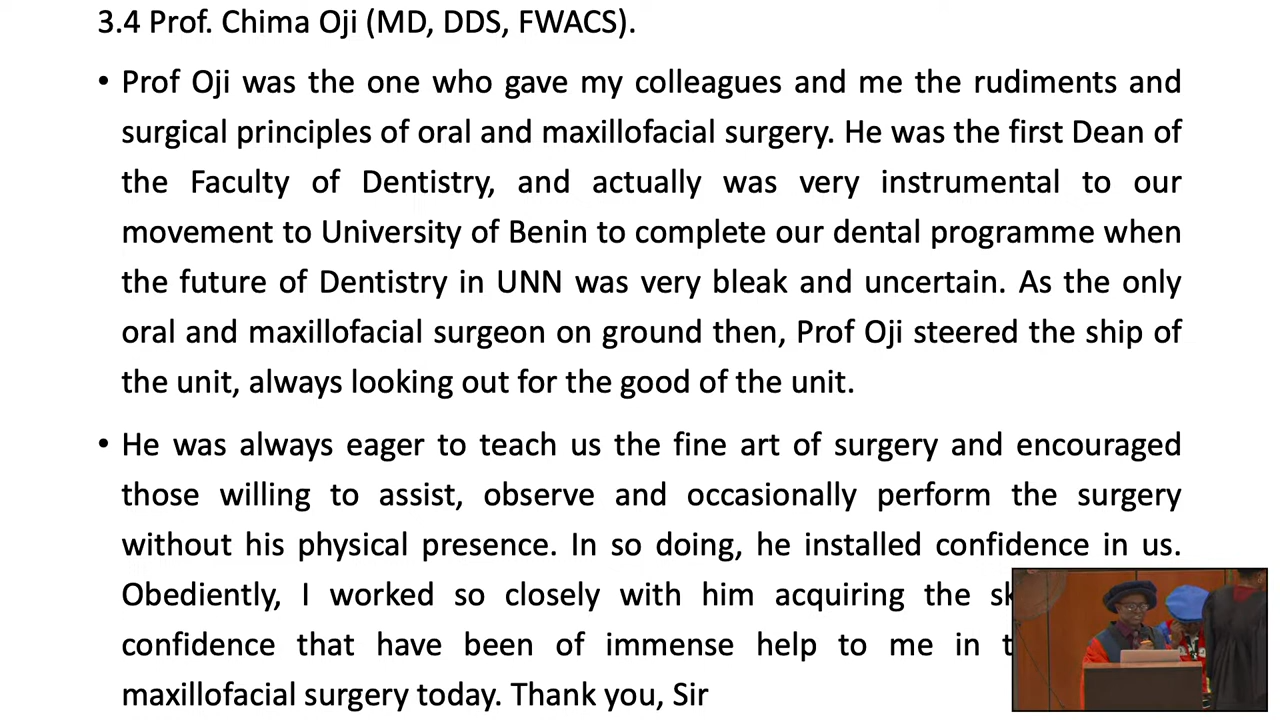 3.4 Prof. Chima Oji (MD, DDS, FWACS).
• Prof Oji was the one who gave my colleagues and me the rudiments and
surgical principles of oral and maxillofacial surgery. He was the first Dean of
the Faculty of Dentistry, and actually was very instrumental to our
movement to University of Benin to complete our dental programme when
the future of Dentistry in UNN was very bleak and uncertain. As the only
oral and maxillofacial surgeon on ground then, Prof Oji steered the ship of
the unit, always looking out for the good of the unit.
• He was always eager to teach us the fine art of surgery and encouraged
those willing to assist, observe and occasionally perform the surgery
without his physical presence. In so doing, he installed confidence in us.
Obediently, I worked so closely with him acquiring the
confidence that have been of immense help to me in
maxillofacial surgery today. Thank you, Sir